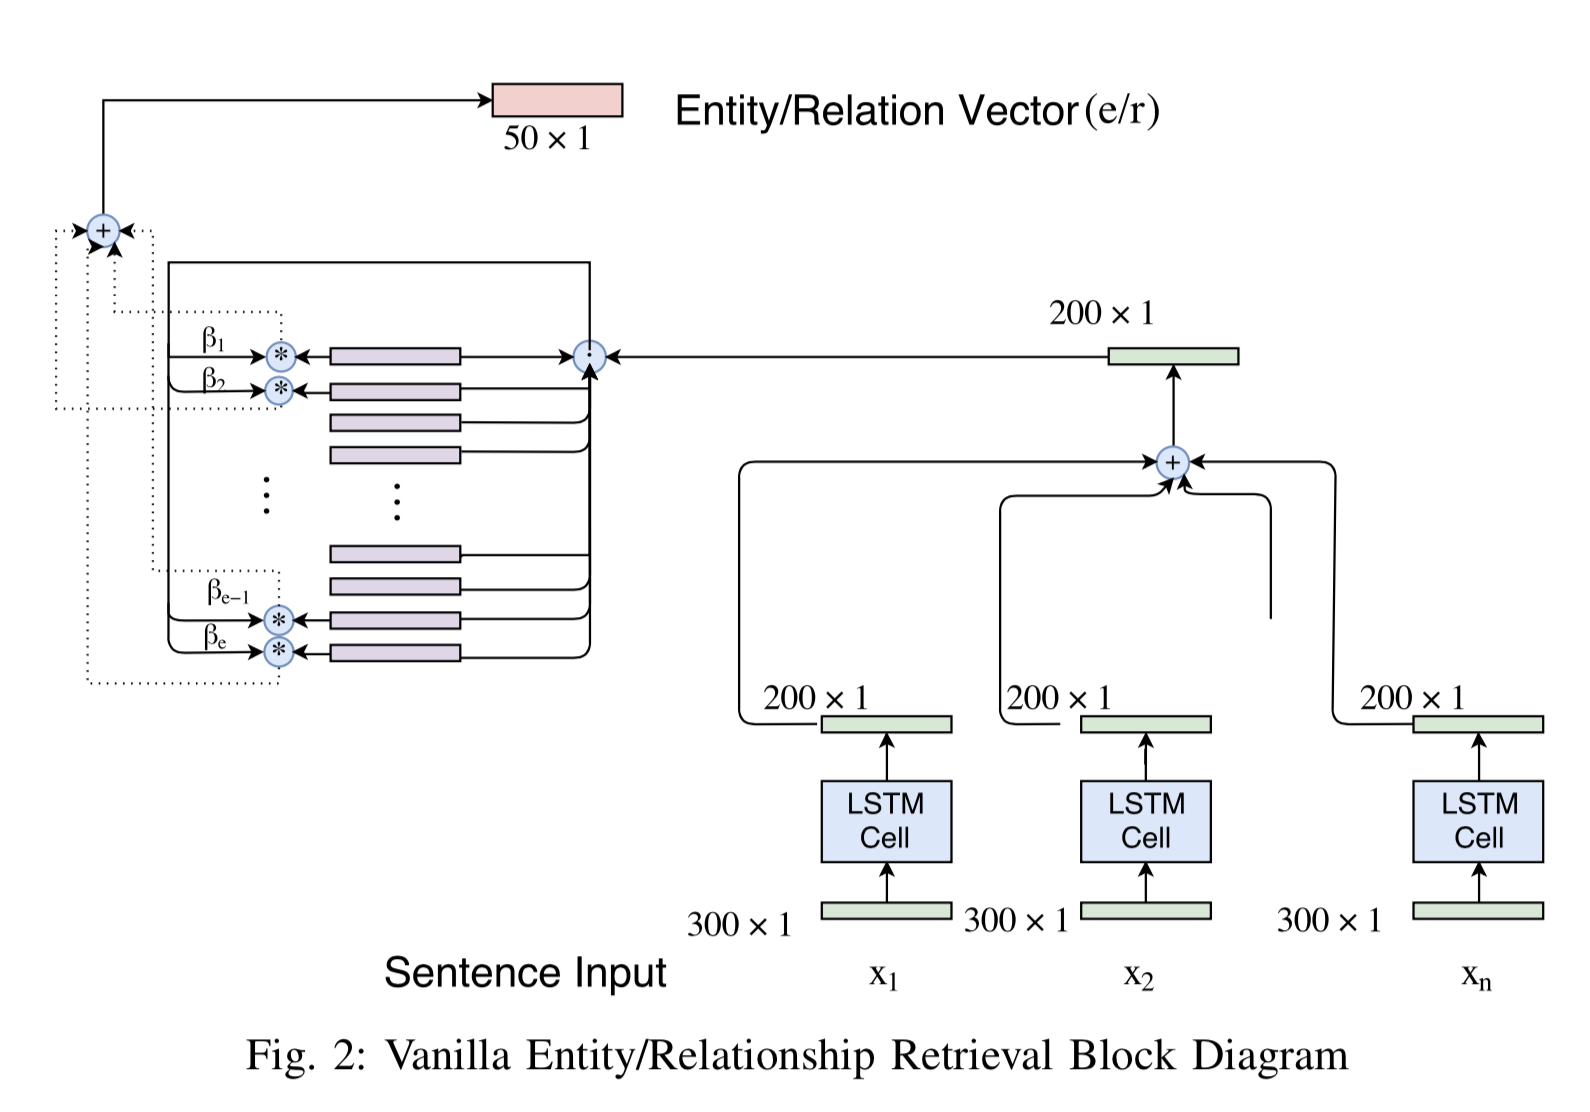 Entity/Relation Vector(e/r)
50 × 1
+
200 × 1
β1
*
:
β2
*
+
⋮
⋮
βe−1
*
βe
*
200 × 1
200 × 1
200 × 1
LSTM
Cell
LSTM
Cell
LSTM
Cell
300 × 1
300 × 1
300 × 1
Sentence Input
x1
x2
xn
Fig. 2: Vanilla Entity/Relationship Retrieval Block Diagram